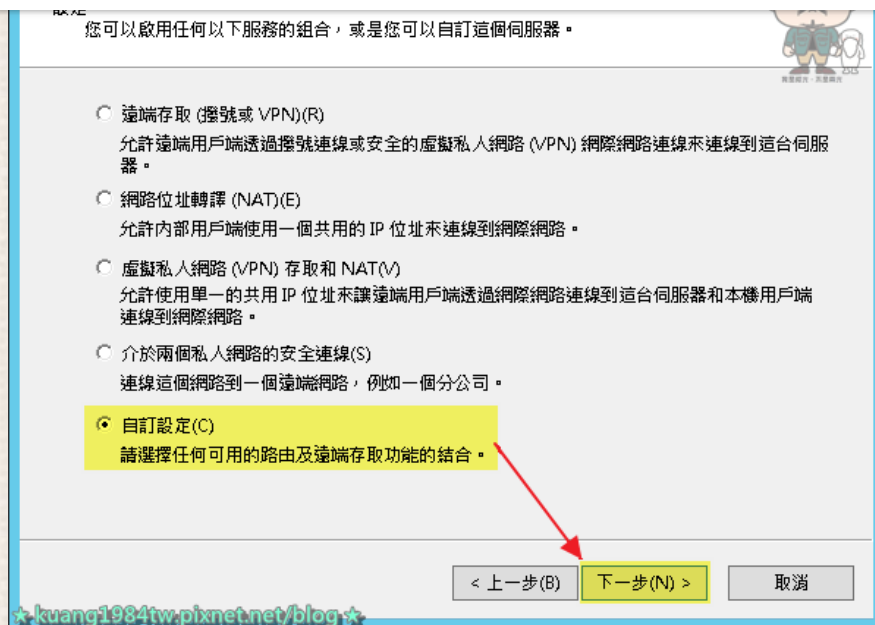 設定
您可以啟用任何以下服務的組合，或是您可以自訂這個伺服器。
遠端存取 (撥號或 VPN)(R)
允許遠端用戶端透過撥號連線或安全的虛擬私人網路 (VPN) 網際網路連線來連線到這台伺服
器。
網路位址轉譯 (NAT)(E)
允許內部用戶端使用一個共用的 IP 位址來連線到網際網路。
虛擬私人網路 (VPN) 存取和 NAT(V)
允許使用單一的共用 IP 位址來讓遠端用戶端透過網際網路連線到這台伺服器和本機用戶端
連線到網際網路。
介於兩個私人網路的安全連線(S)
連線這個網路到一個遠端網路，例如一個分公司。
自訂設定(C)
請選擇任何可用的路由及遠端存取功能的結合。
< 上一步(B)
下一步(N) >
取消
★ kuang1984tw.pixnet.net/blog ★